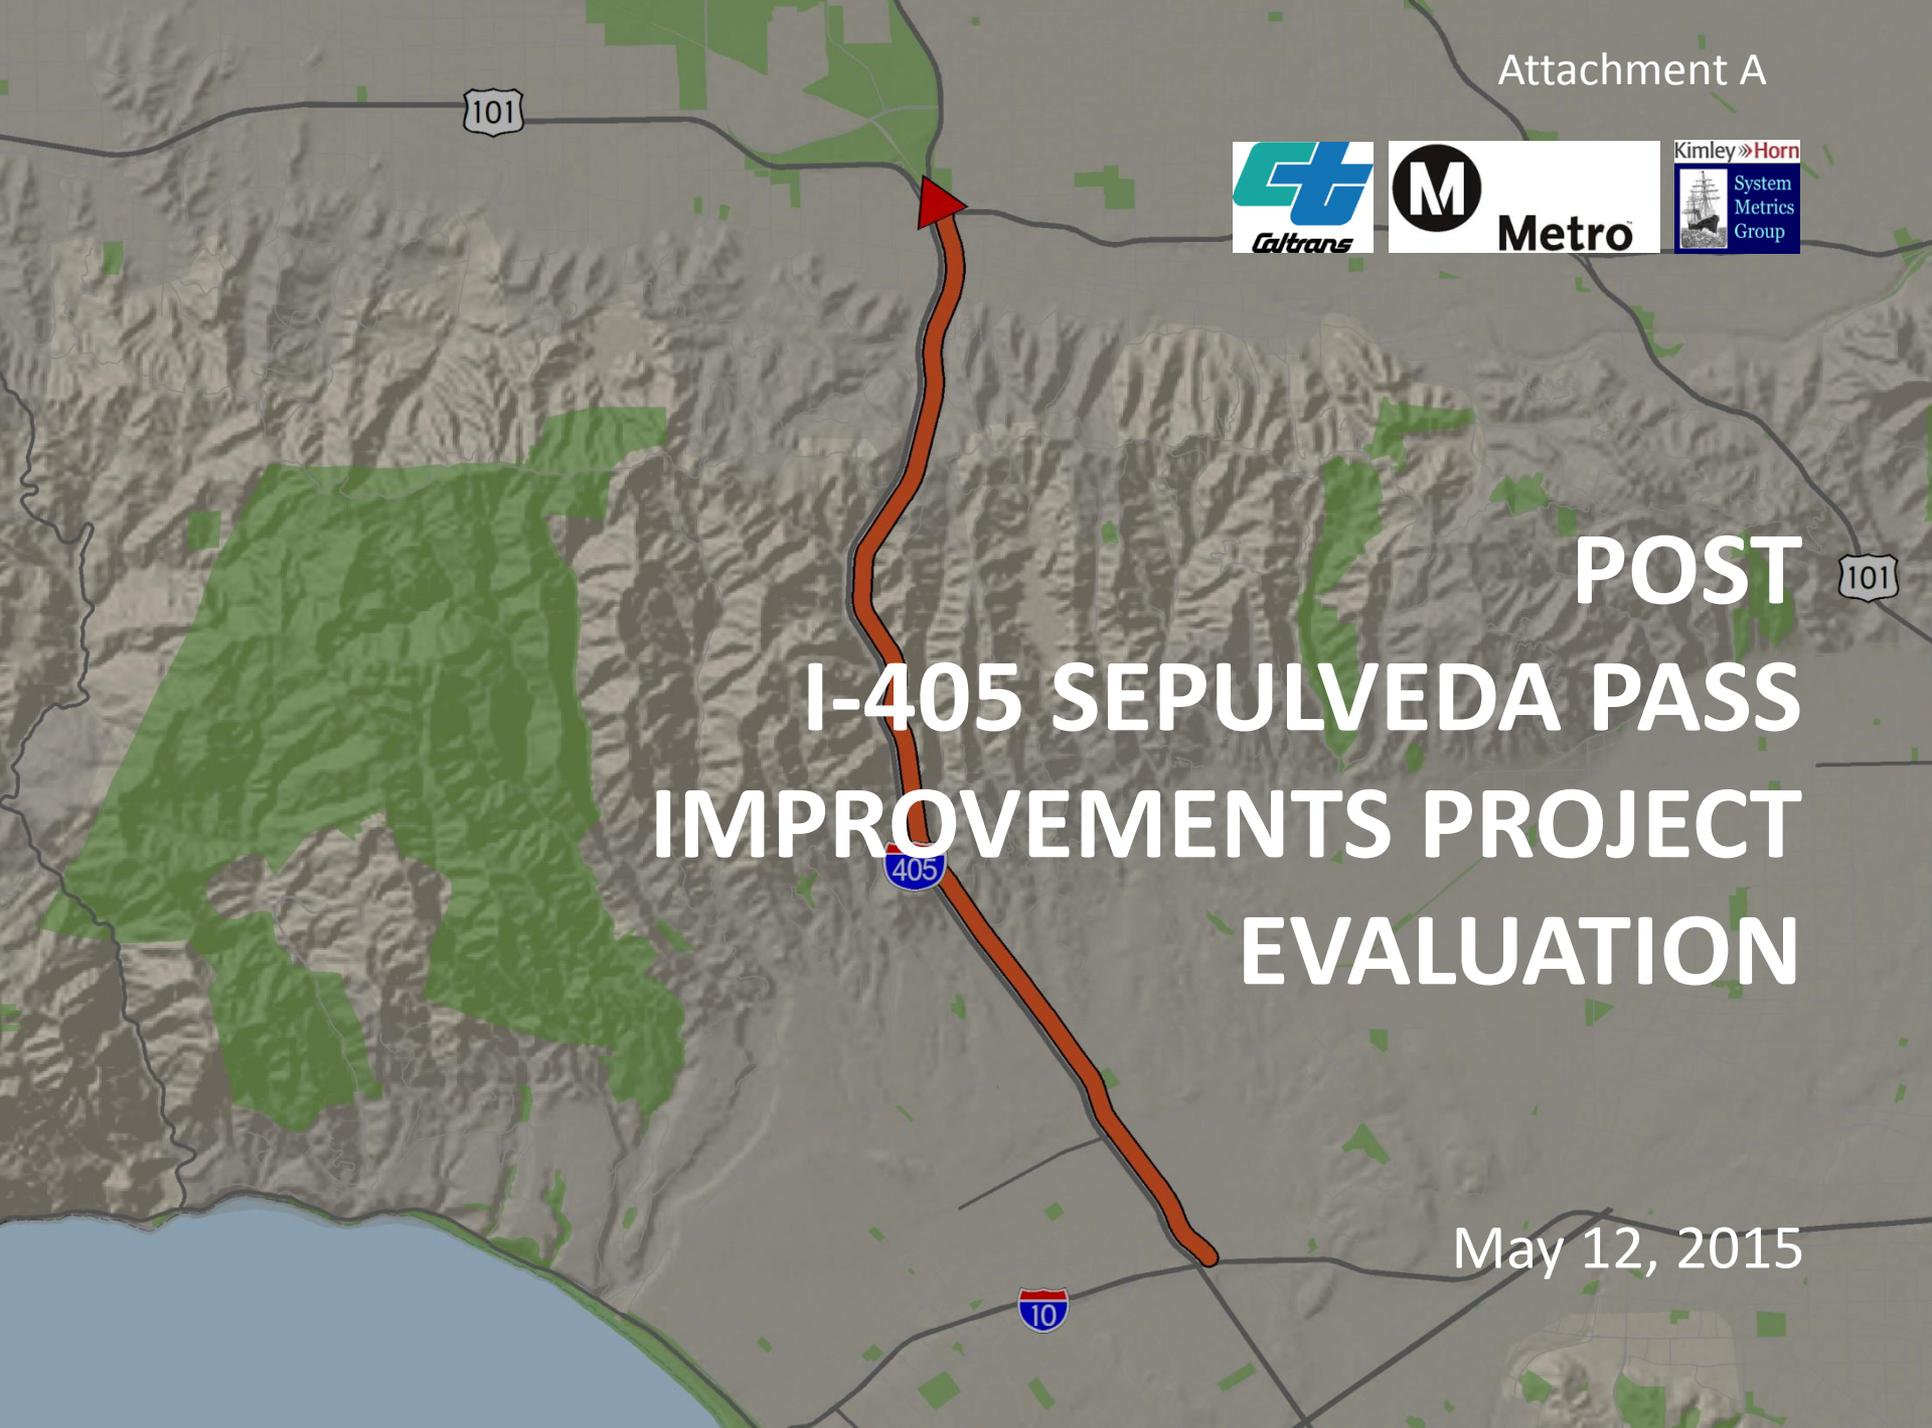 Attachment A
101
Caltrans
M
Metro
Kimley»Horn
System
Metrics
Group
POST
101
I-405 SEPULVEDA PASS
IMPROVEMENTS PROJECT
405
EVALUATION
May 12, 2015
10